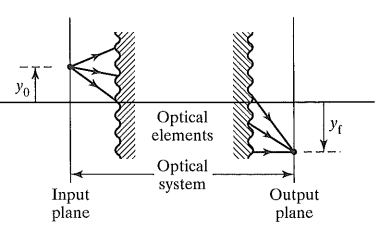 y₀
Optical
elements
yf
Optical
system
Input
plane
Output
plane